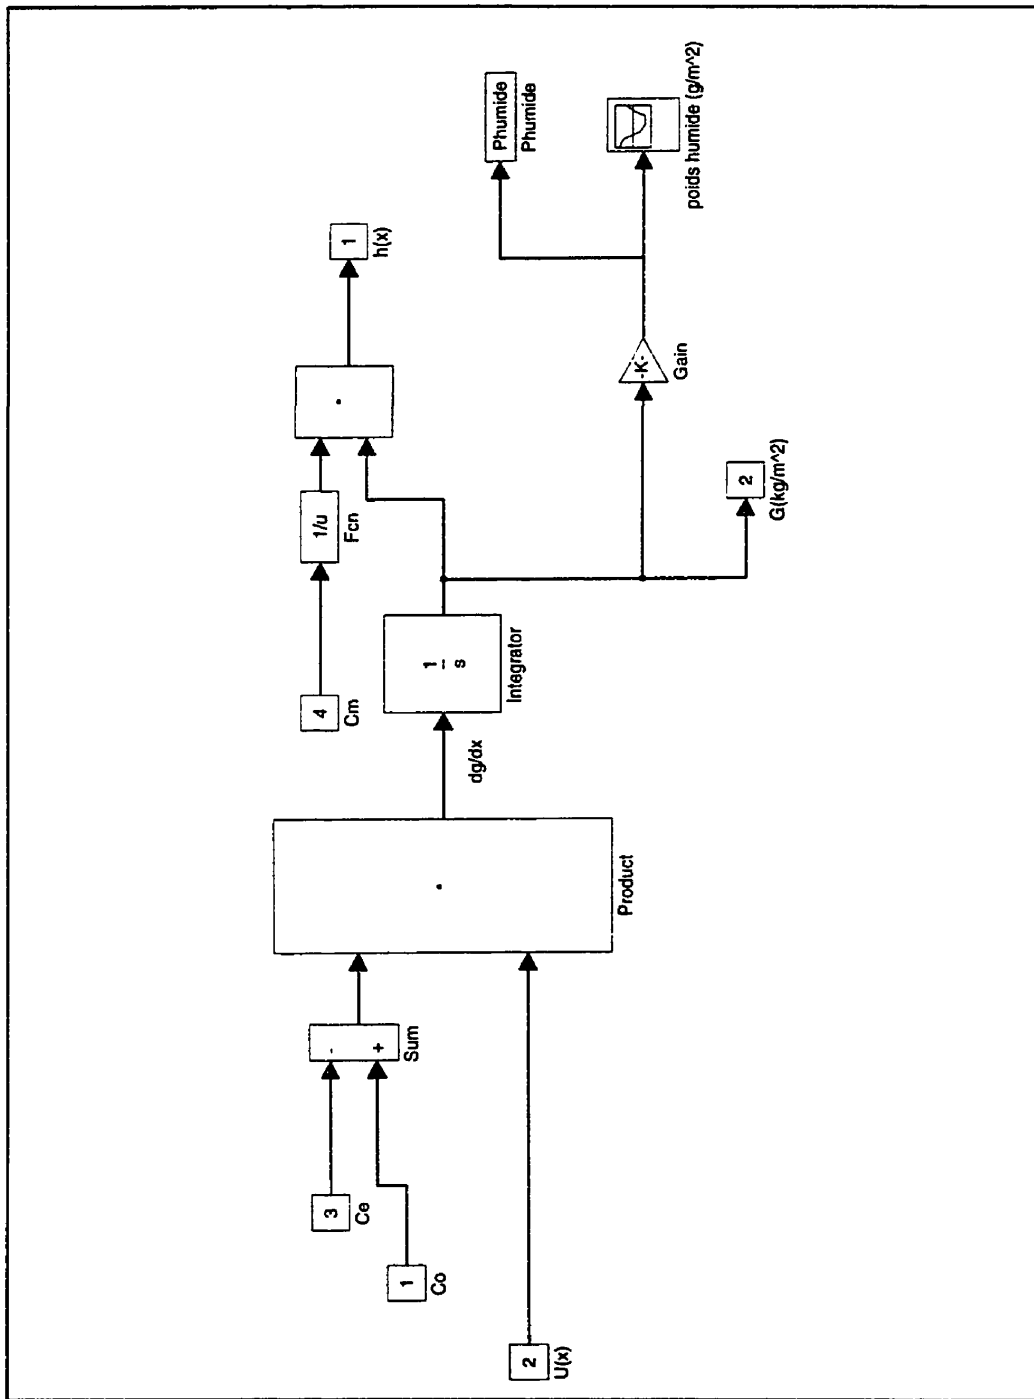 2
U(x)
1
Co
3
Ce
-
+
Sum
Product
dg/dx
4
Cm
1
s
Integrator
1/u
Fcn
1
h(x)
2
G(kg/m^2)
-K-
Gain
Phumide
Phumide
poids humide (g/m^2)